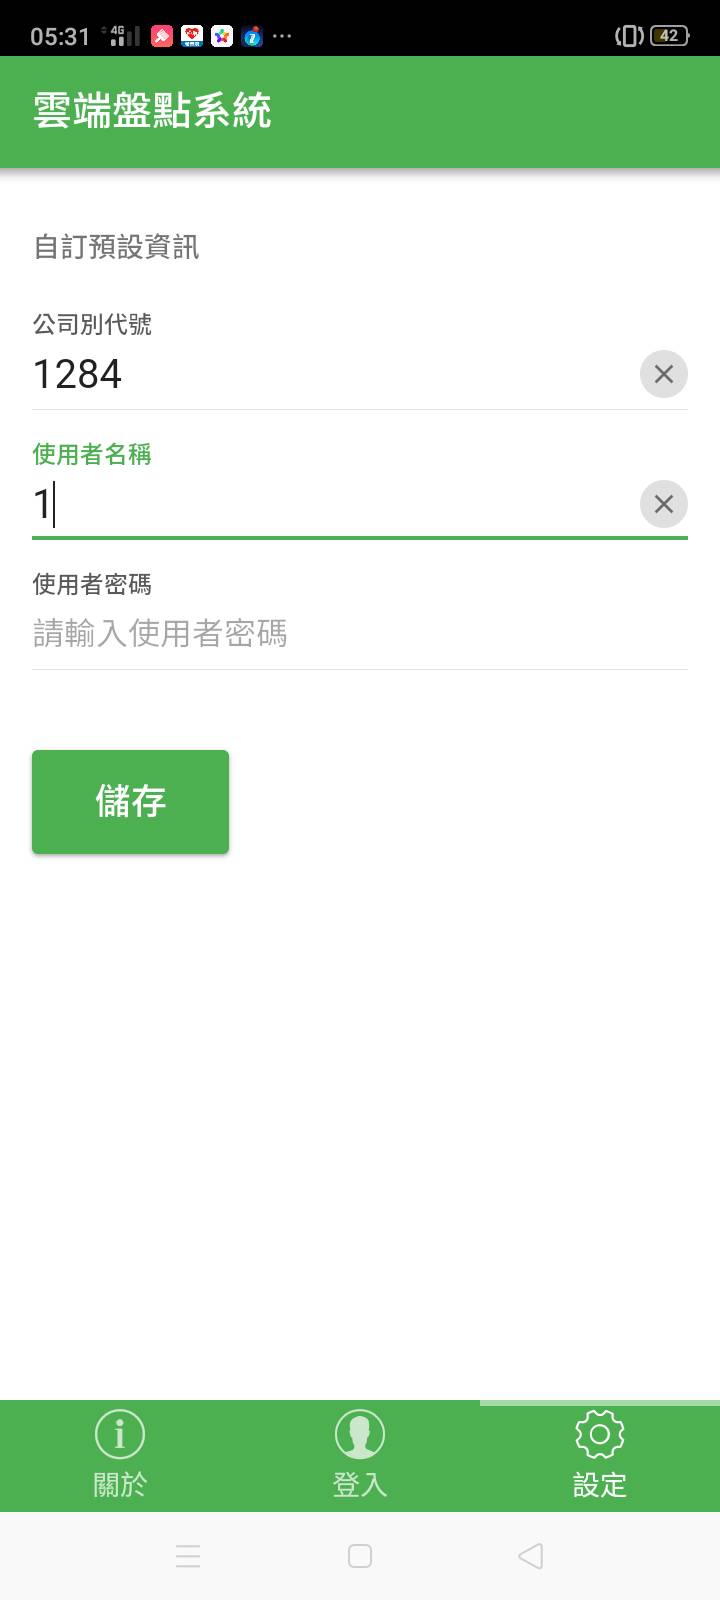 05:31 4G 42
雲端盤點系統
自訂預設資訊
公司別代號
1284
使用者名稱
1
使用者密碼
請輸入使用者密碼
儲存
關於 登入 設定